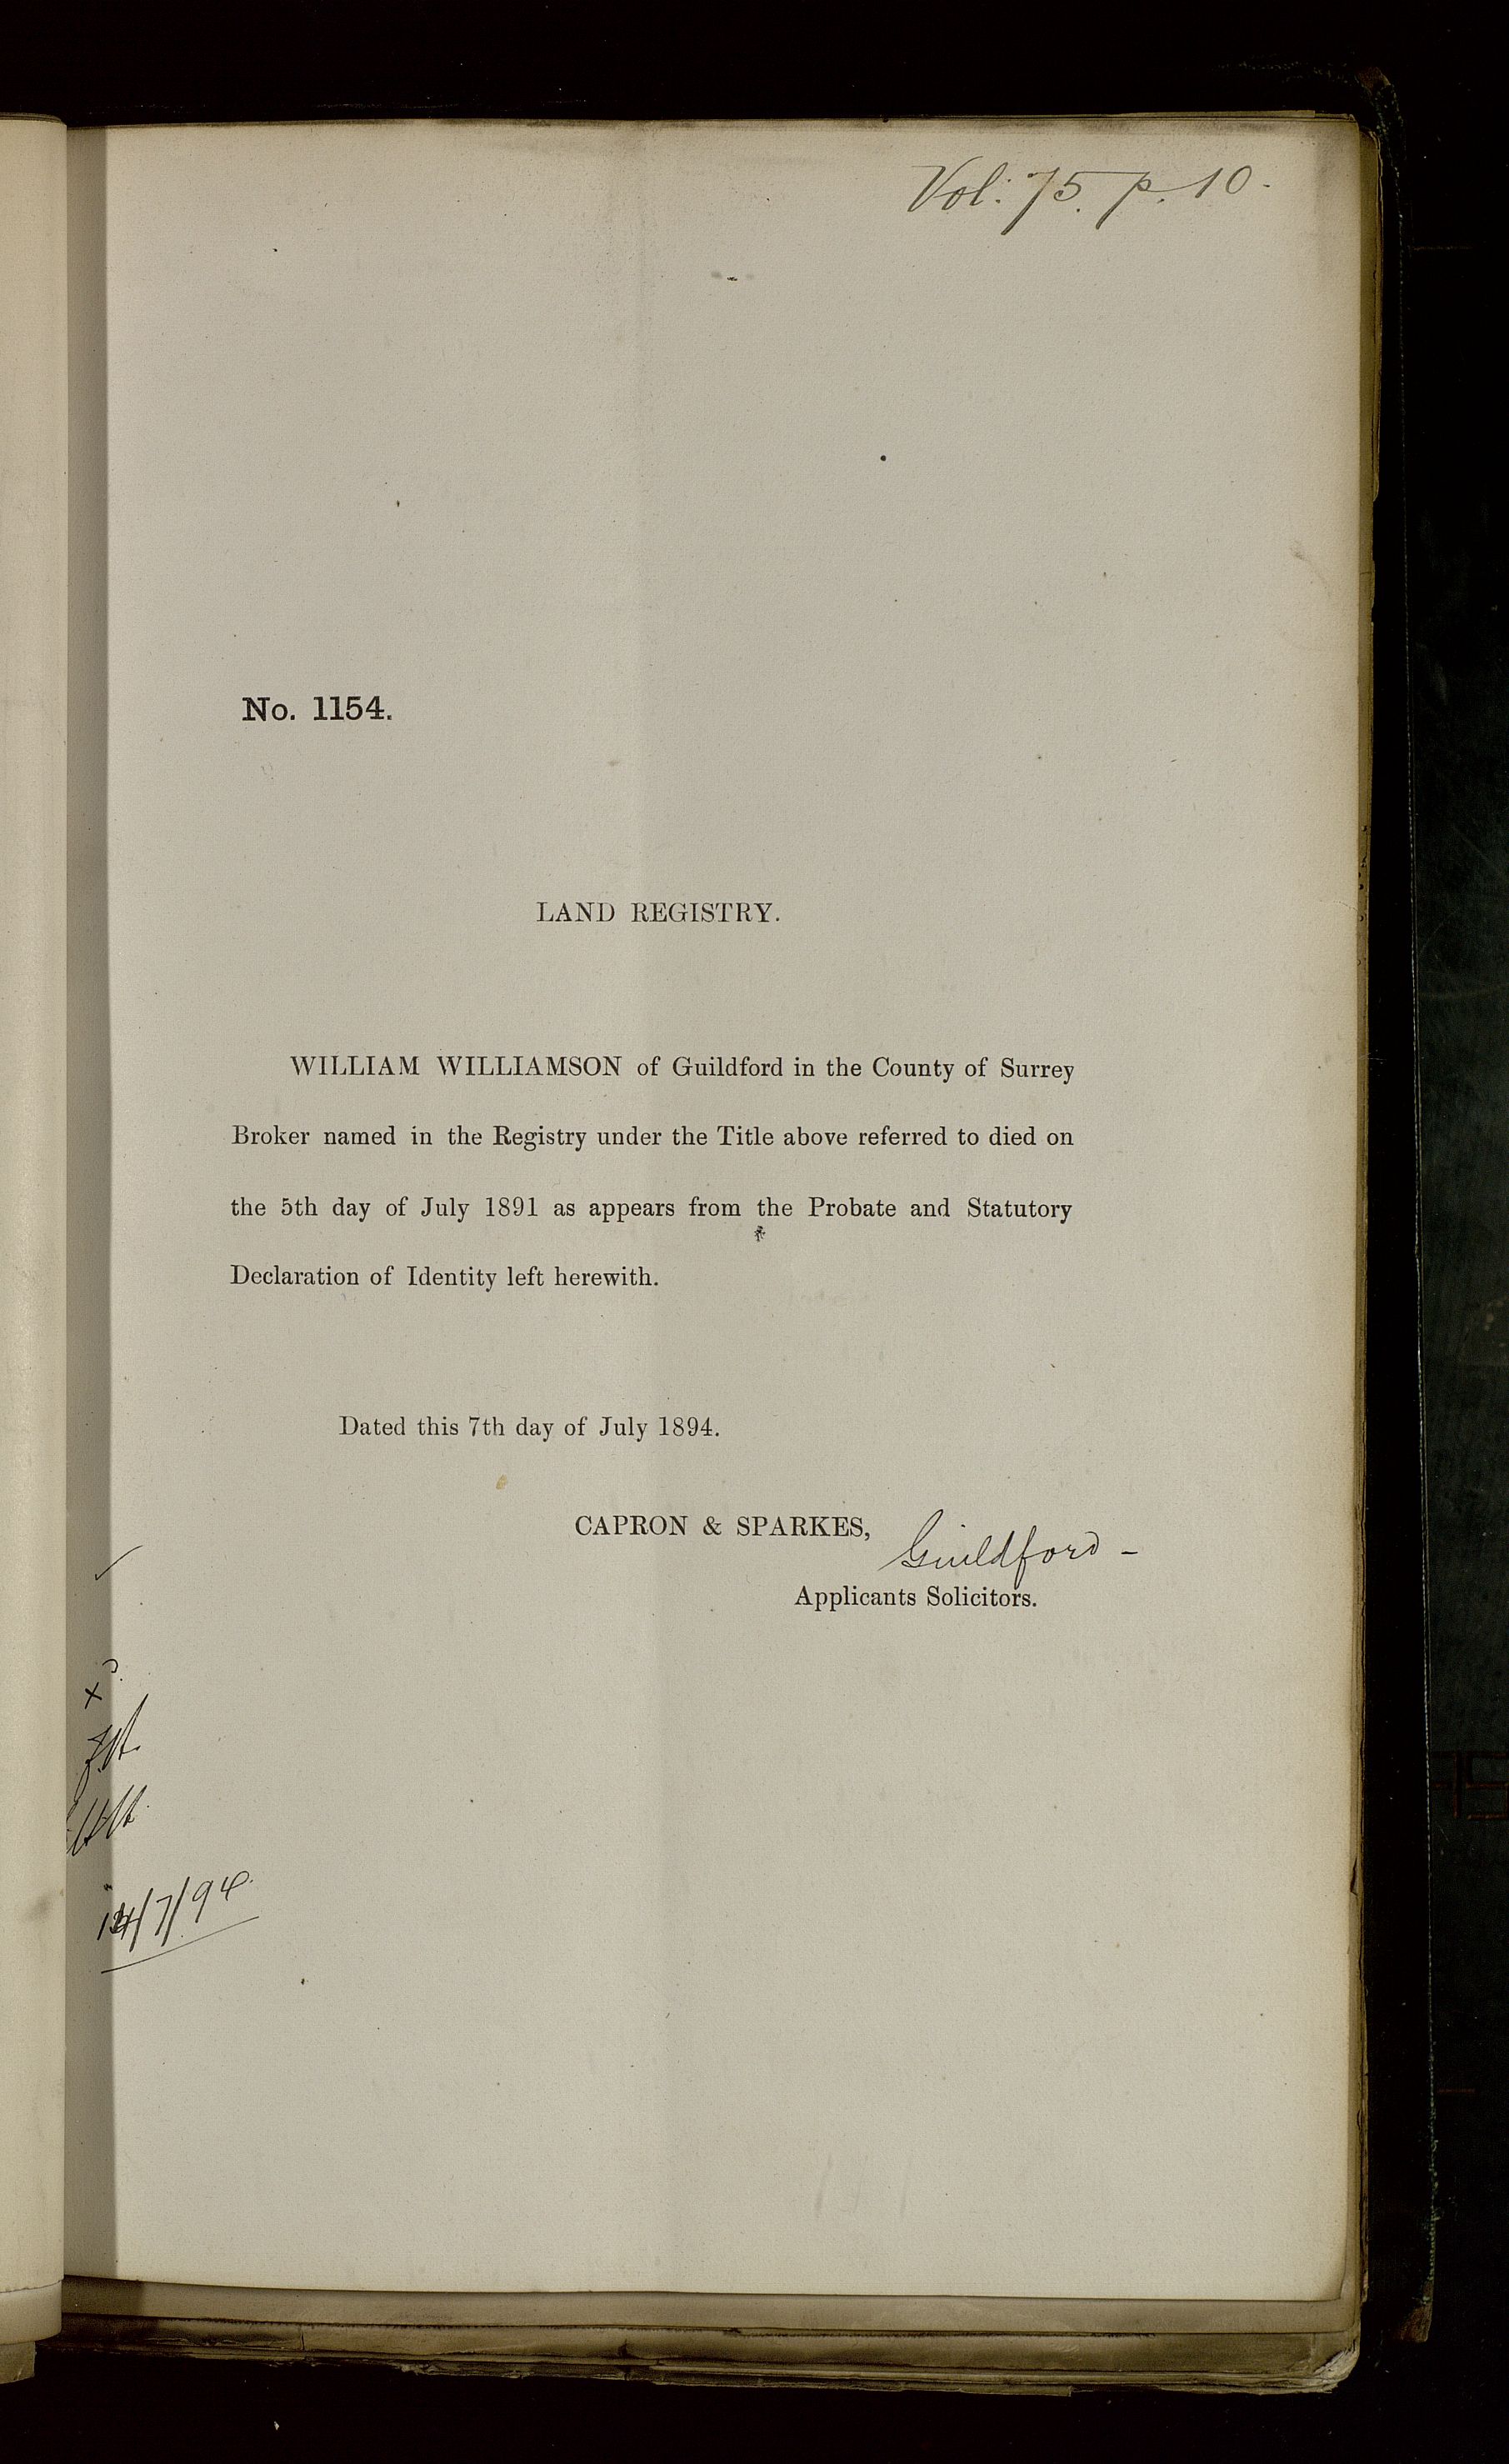 Vol: 75. p. 10.
No. 1154.
LAND REGISTRY.
WILLIAM WILLIAMSON of Guildford in the County of Surrey
Broker named in the Registry under the Title above referred to died on
the 5th day of July 1891 as appears from the Probate and Statutory
Declaration of Identity left herewith.
Dated this 7th day of July 1894.
CAPRON & SPARKES,
Guildford -
Applicants Solicitors.
14/7/94.